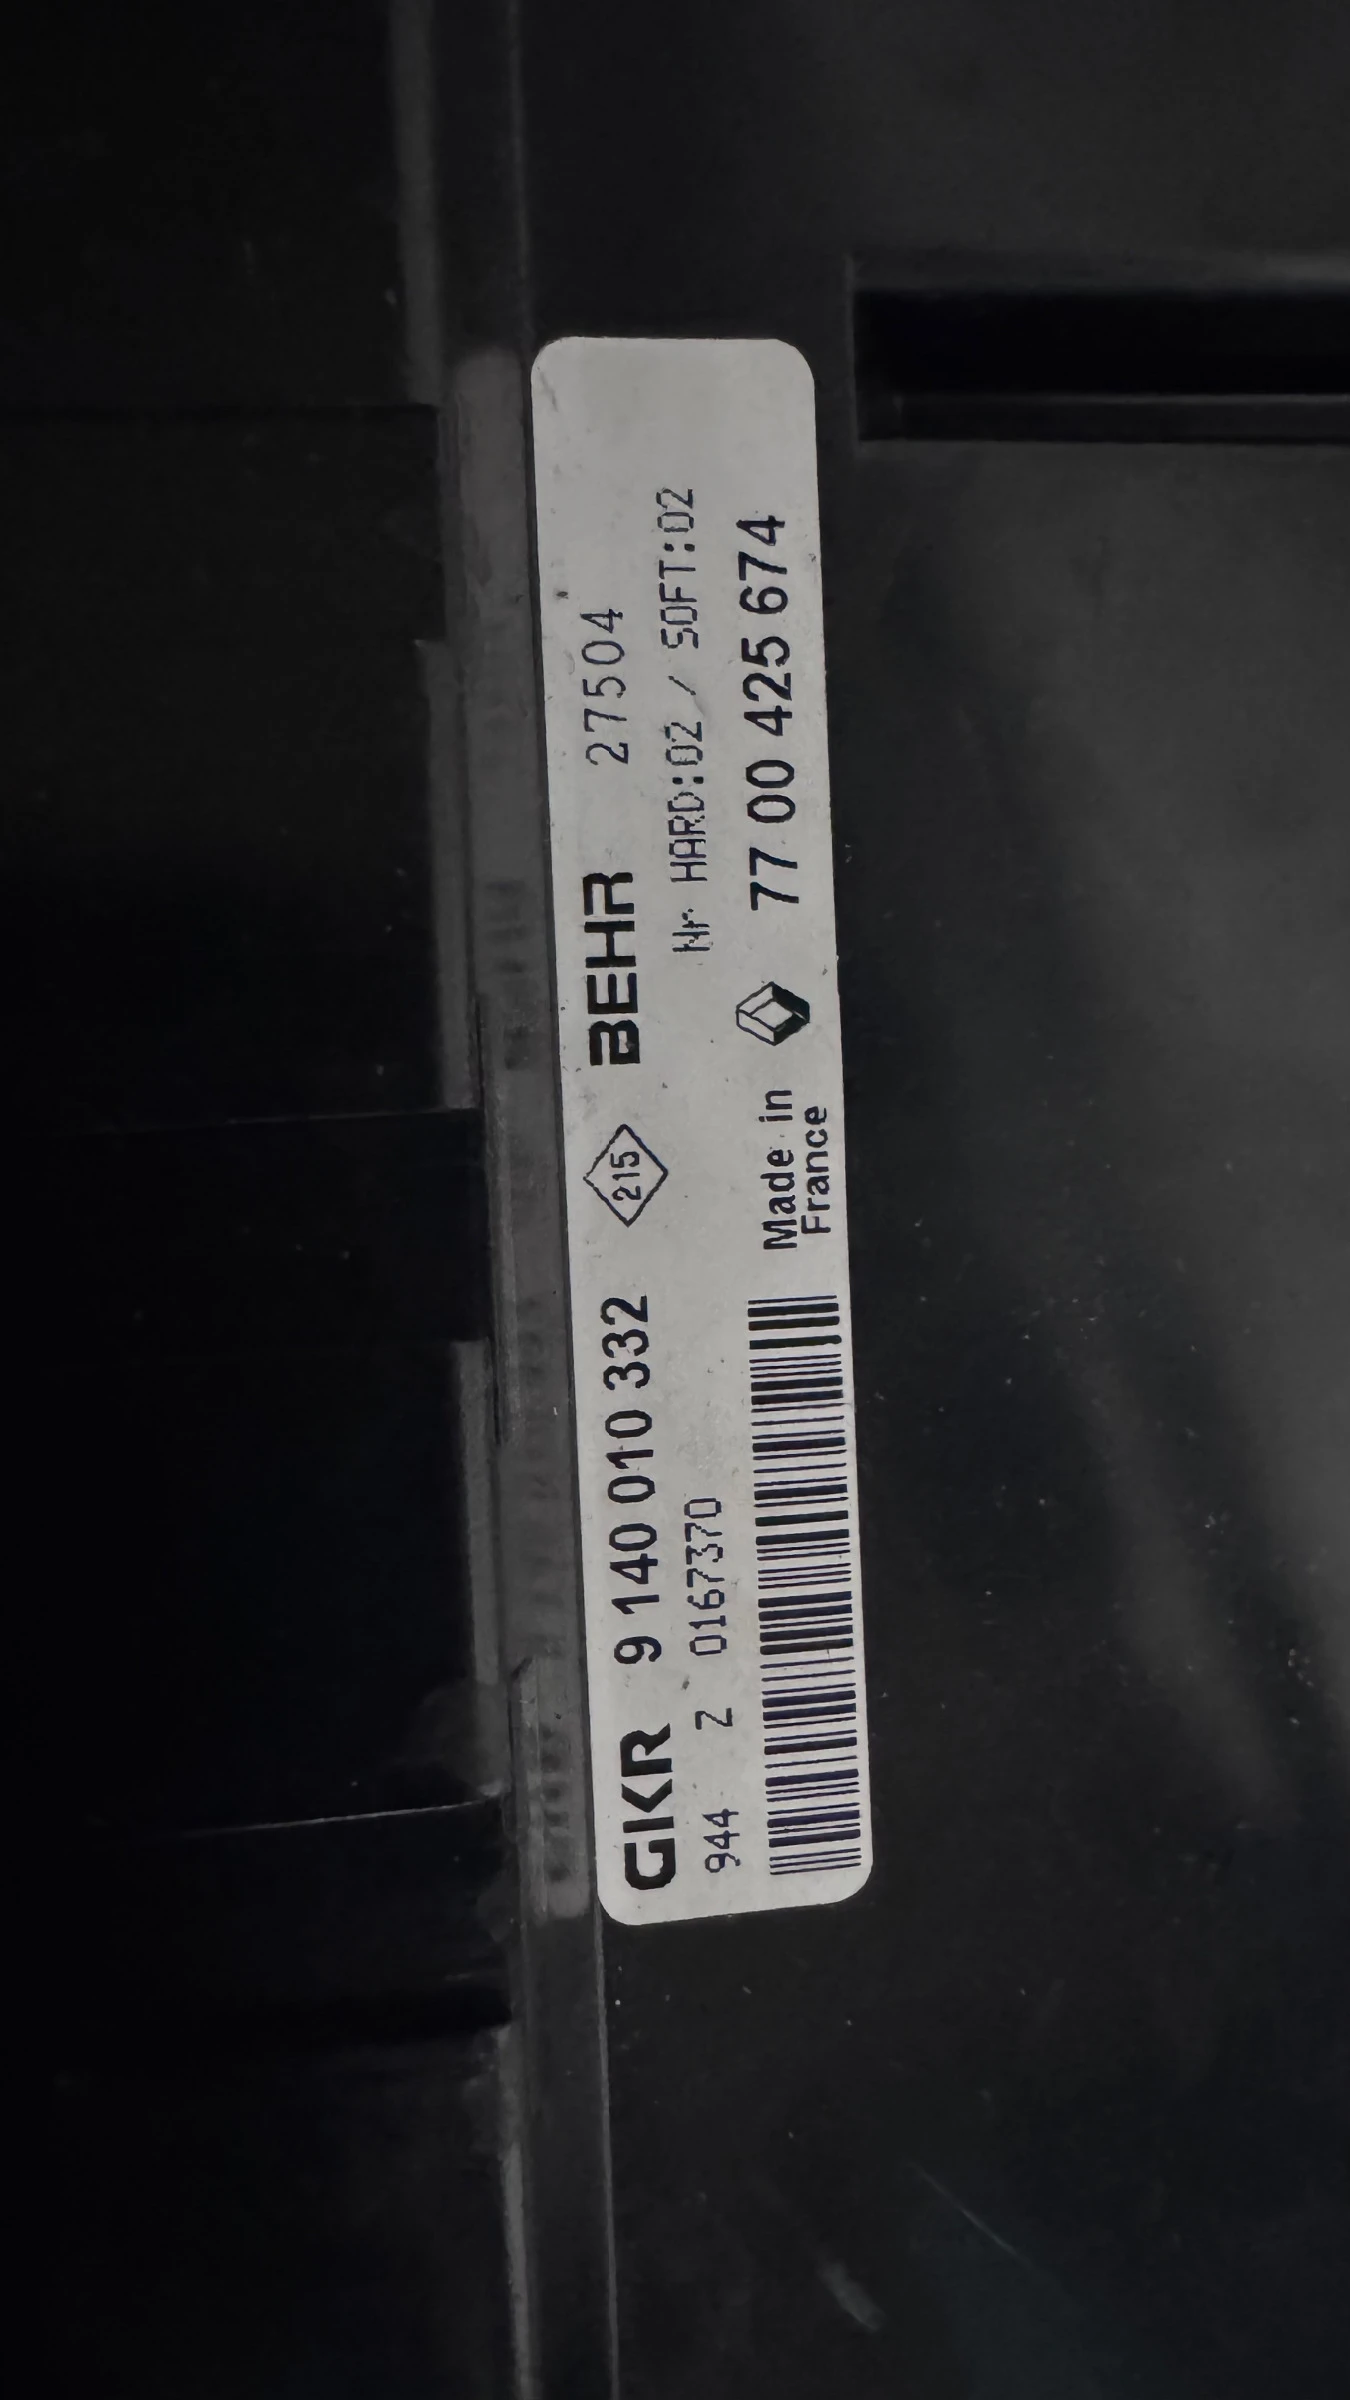 GKR 9 140 010 332 215 BEHR 27504
944 Z 0167370 Nr HARD:02 / SOFT:02
Made in
France
77 00 425 674